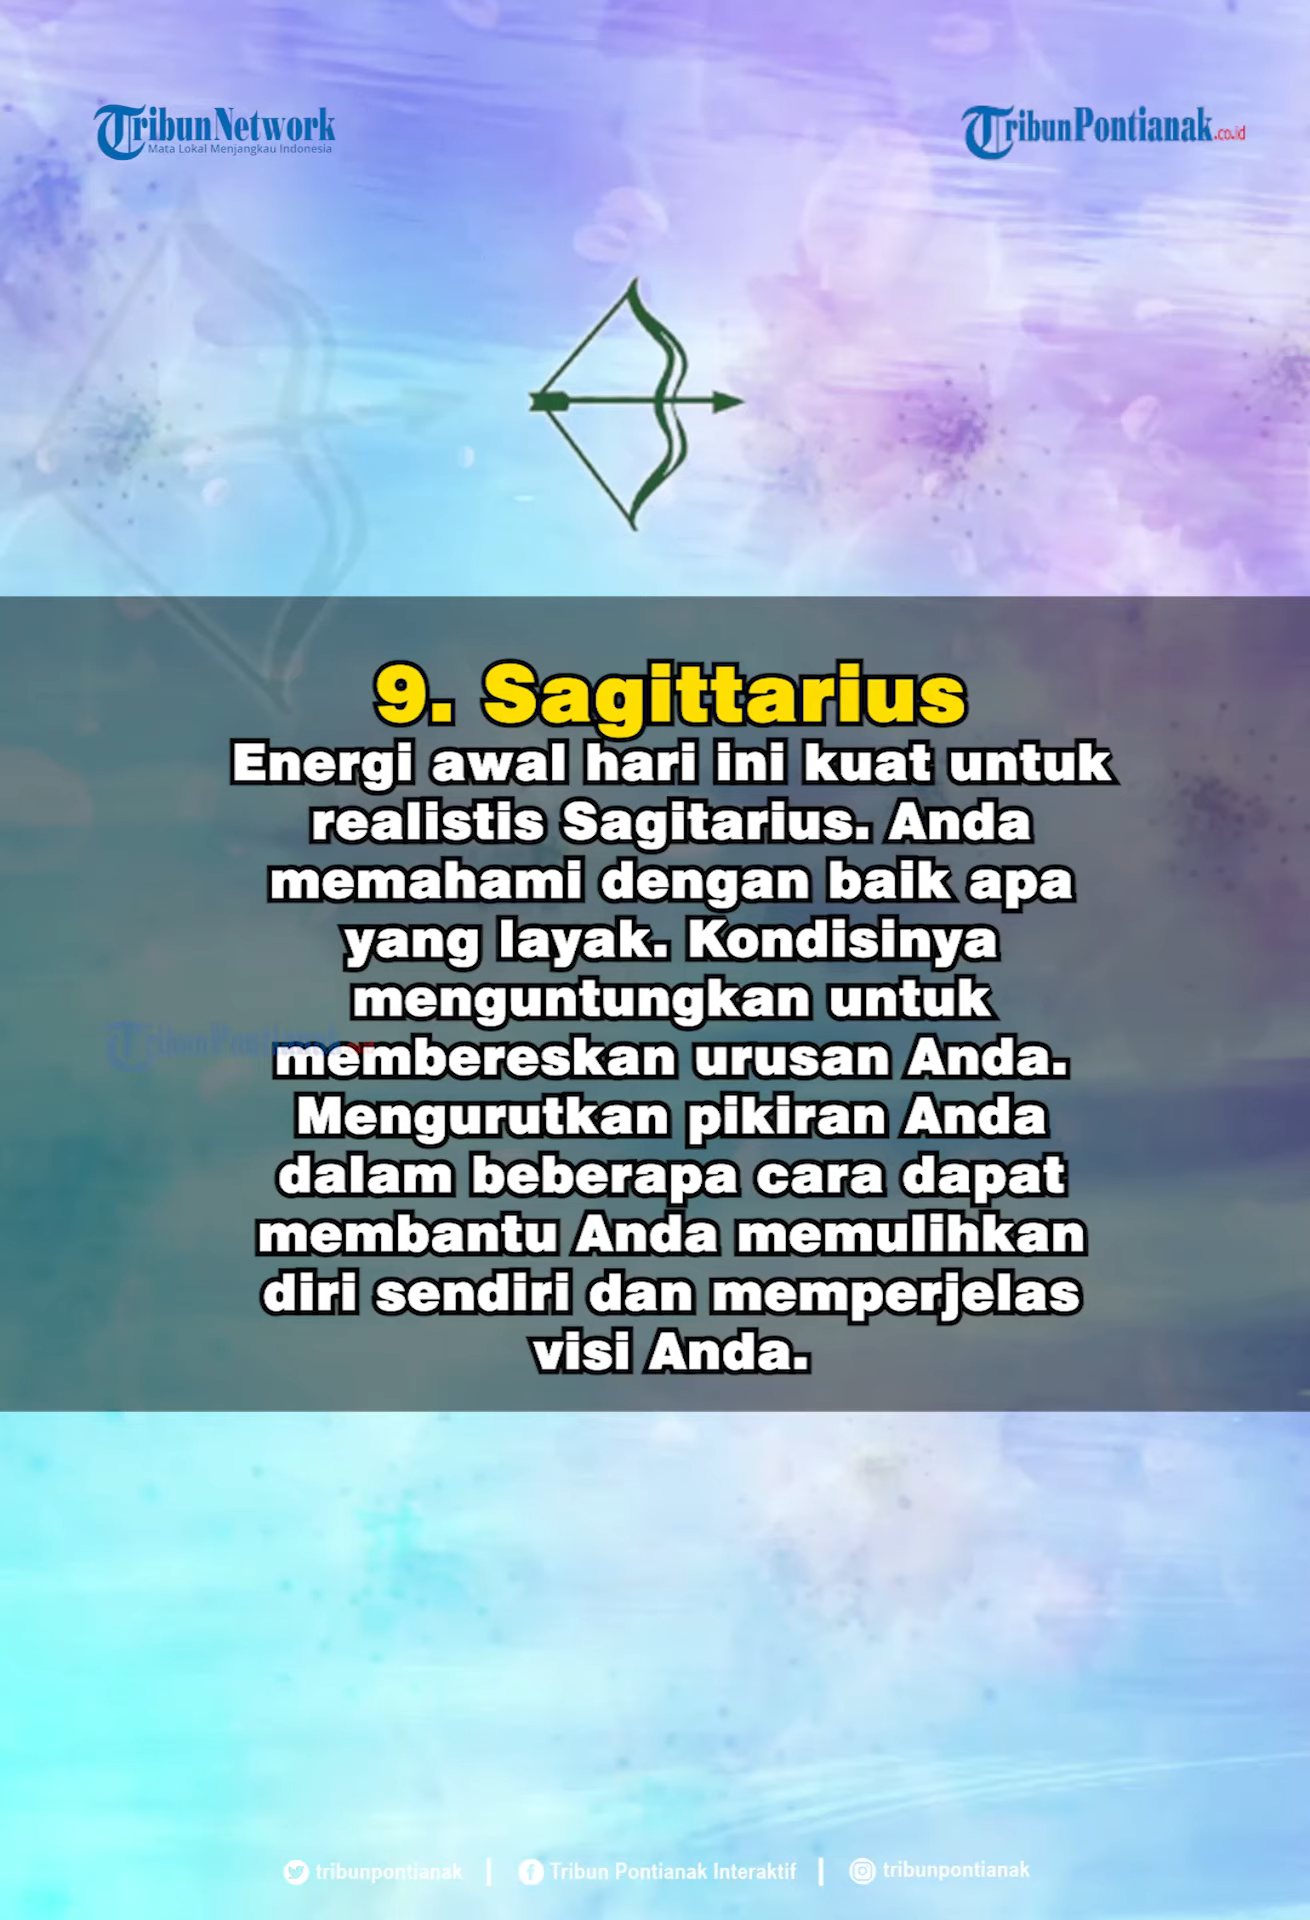 TribunNetwork
Mata Lokal Menjangkau Indonesia
TribunPontianak.co.id
9. Sagittarius
Energi awal hari ini kuat untuk
realistis Sagitarius. Anda
memahami dengan baik apa
yang layak. Kondisinya
menguntungkan untuk
membereskan urusan Anda.
Mengurutkan pikiran Anda
dalam beberapa cara dapat
membantu Anda memulihkan
diri sendiri dan memperjelas
visi Anda.
TribunPontianak
tribunpontianak | Tribun Pontianak Interaktif | tribunpontianak